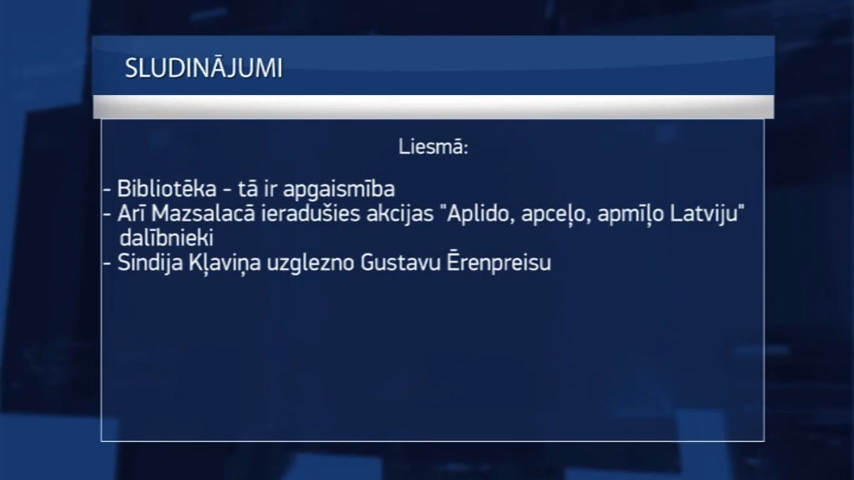 SLUDINĀJUMI
Liesmā:
- Bibliotēka - tā ir apgaismība
- Arī Mazsalacā ieradušies akcijas "Aplido, apceļo, apmīļo Latviju"
dalībnieki
- Sindija Kļaviņa uzglezno Gustavu Ērenpreisu